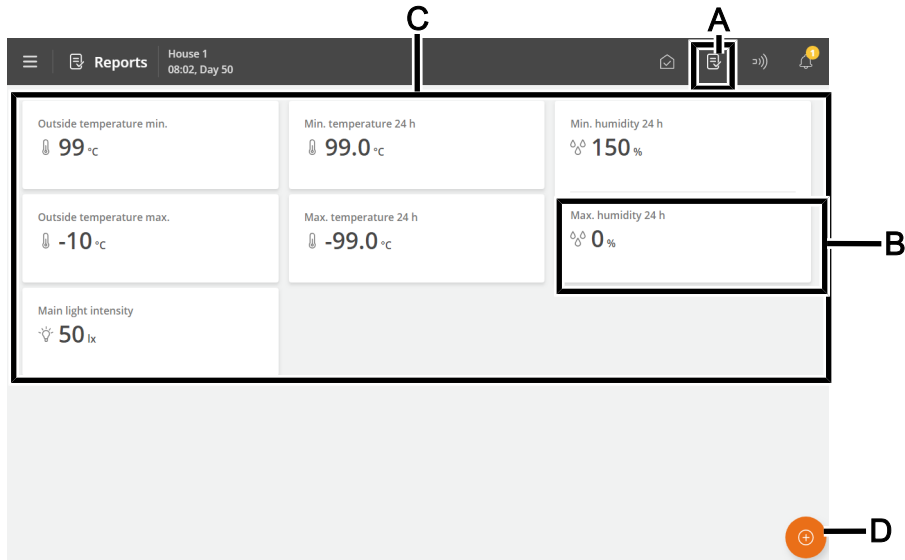 C
A
Reports
House 1
08:02, Day 50
1
Outside temperature min.
99 °C
Min. temperature 24 h
99.0 °C
Min. humidity 24 h
150 %
Outside temperature max.
-10 °C
Max. temperature 24 h
-99.0 °C
Max. humidity 24 h
0 %
B
Main light intensity
50 lx
D